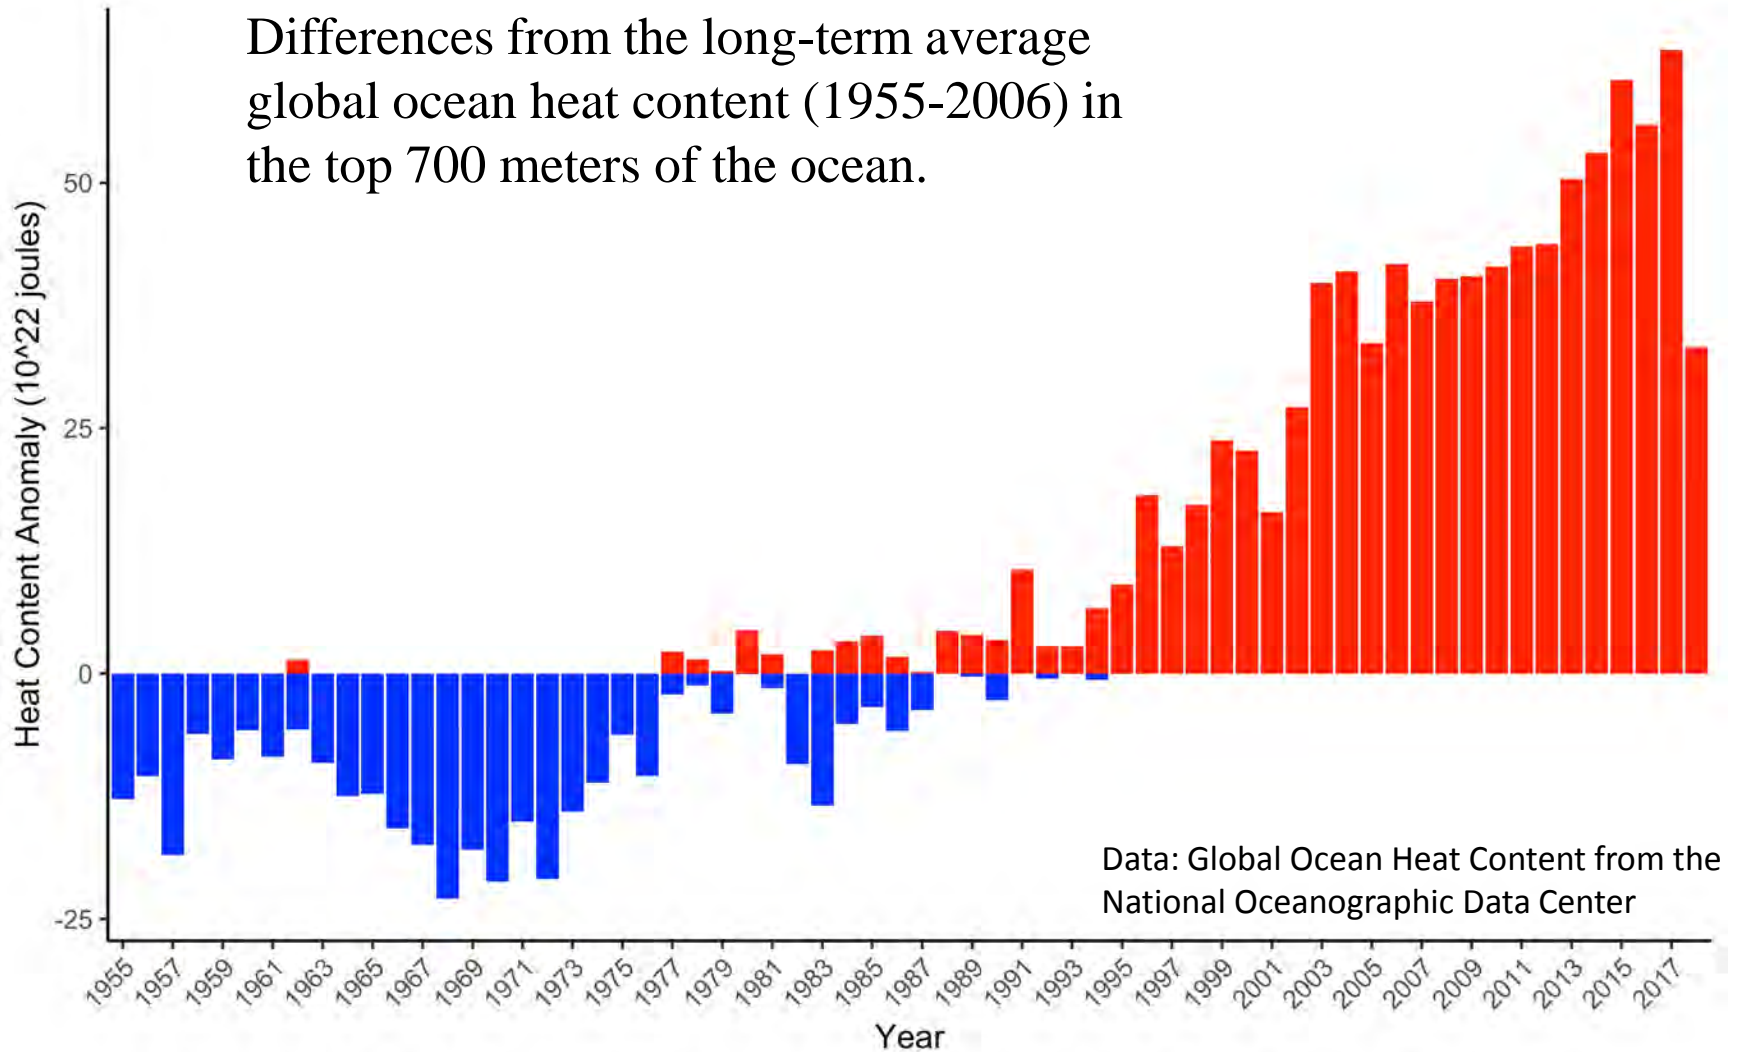 Differences from the long-term average
global ocean heat content (1955-2006) in
the top 700 meters of the ocean.
Heat Content Anomaly (10^22 joules)
50
25
0
-25
Data: Global Ocean Heat Content from the
National Oceanographic Data Center
1955 1957 1959 1961 1963 1965 1967 1969 1971 1973 1975 1977 1979 1981 1983 1985 1987 1989 1991 1993 1995 1997 1999 2001 2003 2005 2007 2009 2011 2013 2015 2017
Year